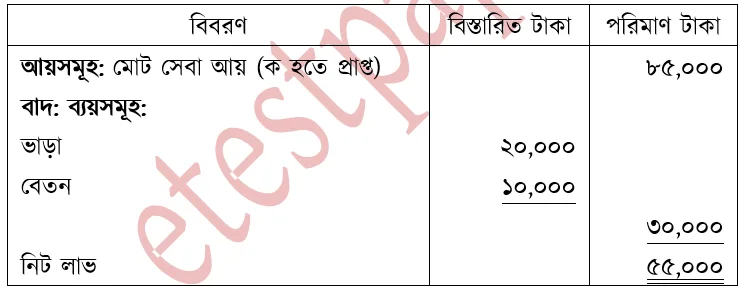 বিবরণ বিস্তারিত টাকা পরিমাণ টাকা
আয়সমূহ: মোট সেবা আয় (ক হতে প্রাপ্ত) ৮৫,০০০
বাদ: ব্যয়সমূহ:
ভাড়া ২০,০০০
বেতন ১০,০০০
৩০,০০০
নিট লাভ ৫৫,০০০
etestpap